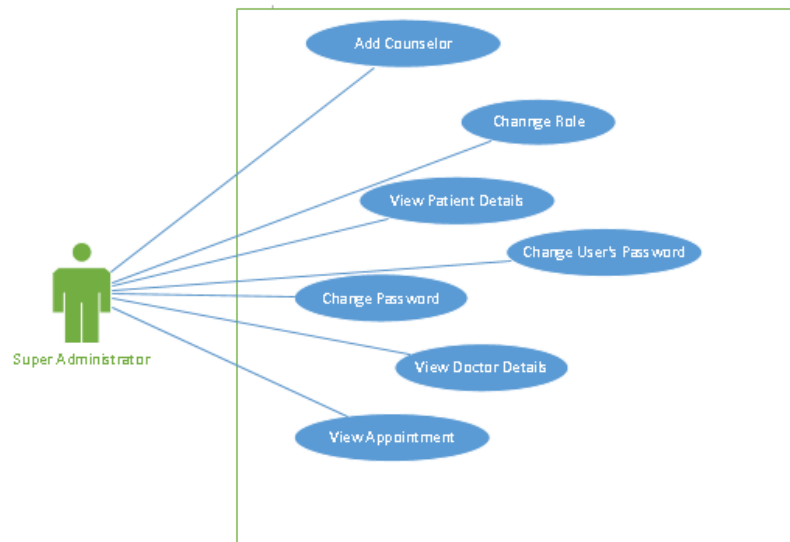 Add Counselor
Channge Role
View Patient Details
Change User's Password
Change Password
Super Administrator
View Doctor Details
View Appointment